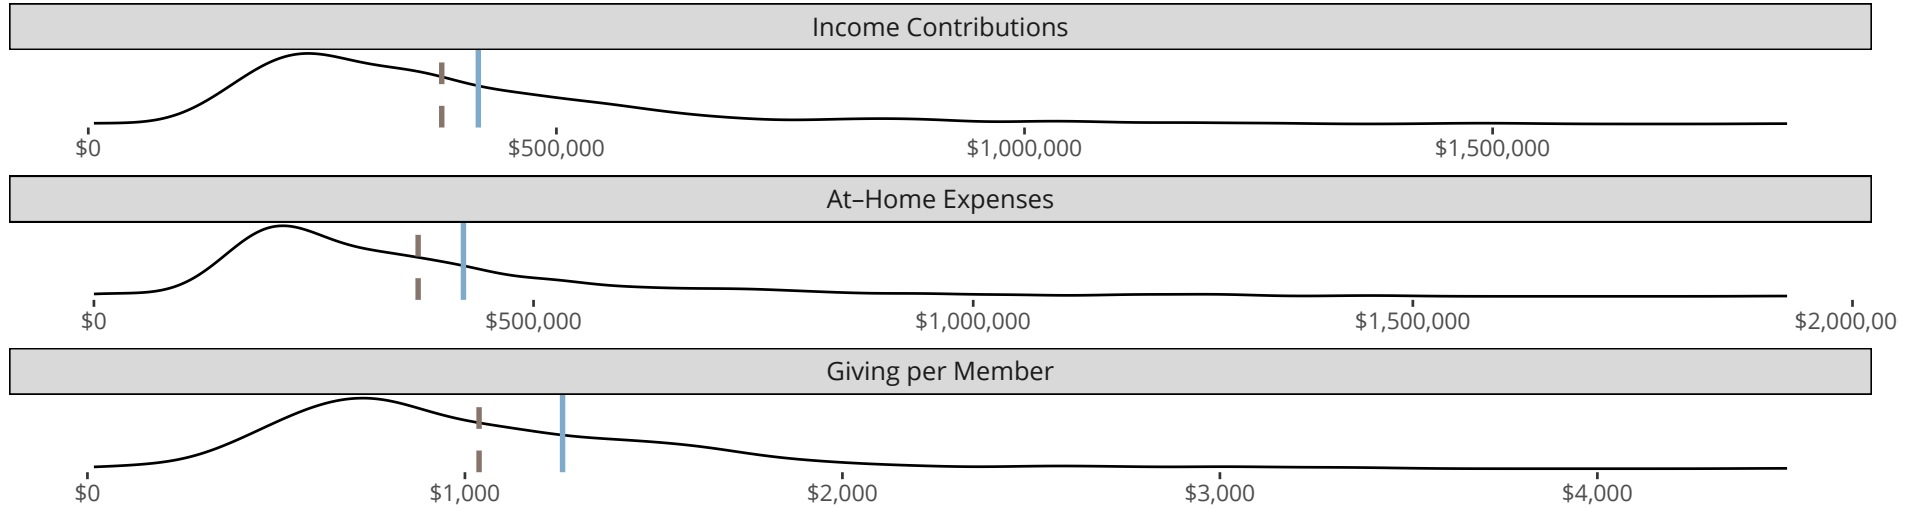 Income Contributions
$0 $500,000 $1,000,000 $1,500,000
At–Home Expenses
$0 $500,000 $1,000,000 $1,500,000 $2,000,00
Giving per Member
$0 $1,000 $2,000 $3,000 $4,000